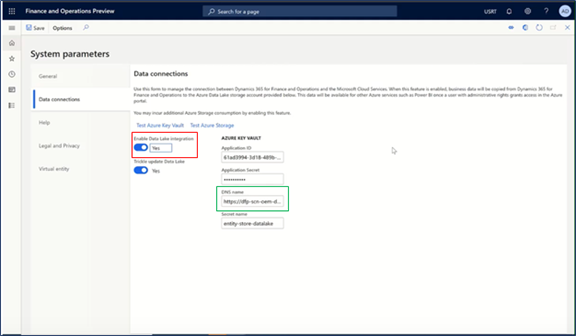 Finance and Operations Preview
Search for a page
USRT
AD
Save
Options
System parameters
General
Data connections
Help
Legal and Privacy
Virtual entity
Data connections
Use this form to manage the connection between Dynamics 365 for Finance and Operations and the Microsoft Cloud Services. When this feature is enabled, business data will be copied from Dynamics 365 for
Finance and Operations to the Azure Data Lake storage account provided below. This data will be available for other Azure services such as Power BI once a user with administrative rights grants access in the Azure
portal.
You may incur additional Azure Storage consumption by enabling this feature.
Test Azure Key Vault
Test Azure Storage
Enable Data Lake integration
Yes
Trickle update Data Lake
Yes
AZURE KEY VAULT
Application ID
61ad3994-3d18-489b-...
Application Secret
••••••••••
DNS name
https://dfp-scn-oem-d...
Secret name
entity-store-datalake